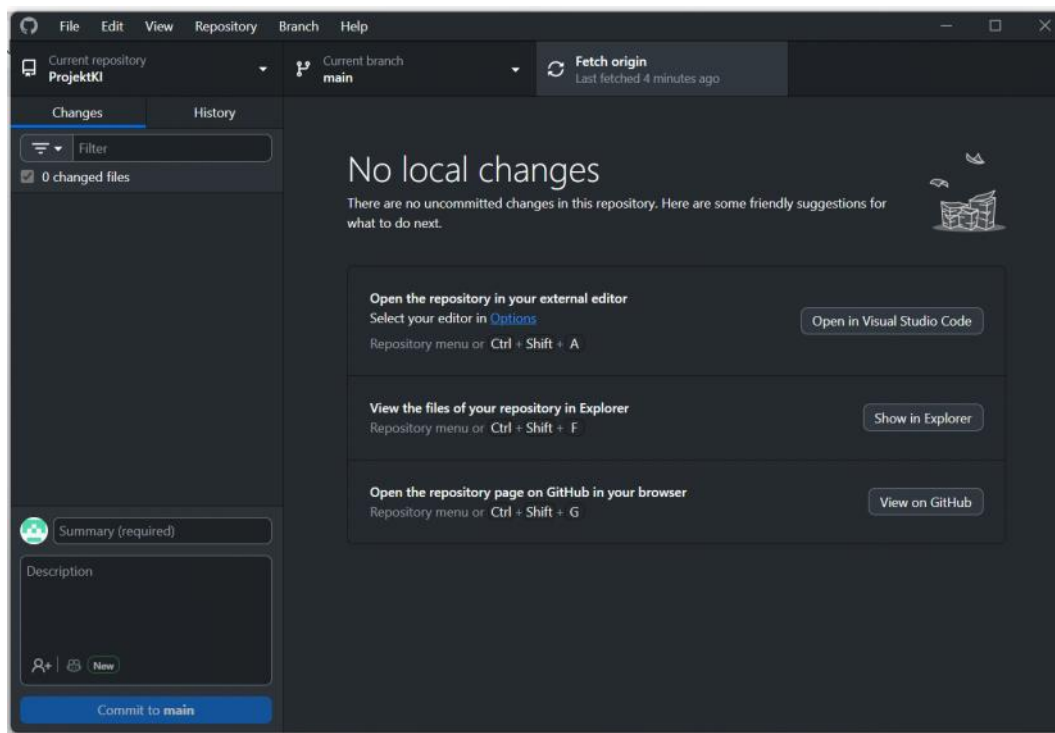 File Edit View Repository Branch Help
Current repository
ProjektKI
Current branch
main
Fetch origin
Last fetched 4 minutes ago
Changes History
Filter
0 changed files
No local changes
There are no uncommitted changes in this repository. Here are some friendly suggestions for
what to do next.
Open the repository in your external editor
Select your editor in Options
Repository menu or Ctrl + Shift + A
Open in Visual Studio Code
View the files of your repository in Explorer
Repository menu or Ctrl + Shift + F
Show in Explorer
Open the repository page on GitHub in your browser
Repository menu or Ctrl + Shift + G
View on GitHub
Summary (required)
Description
New
Commit to main